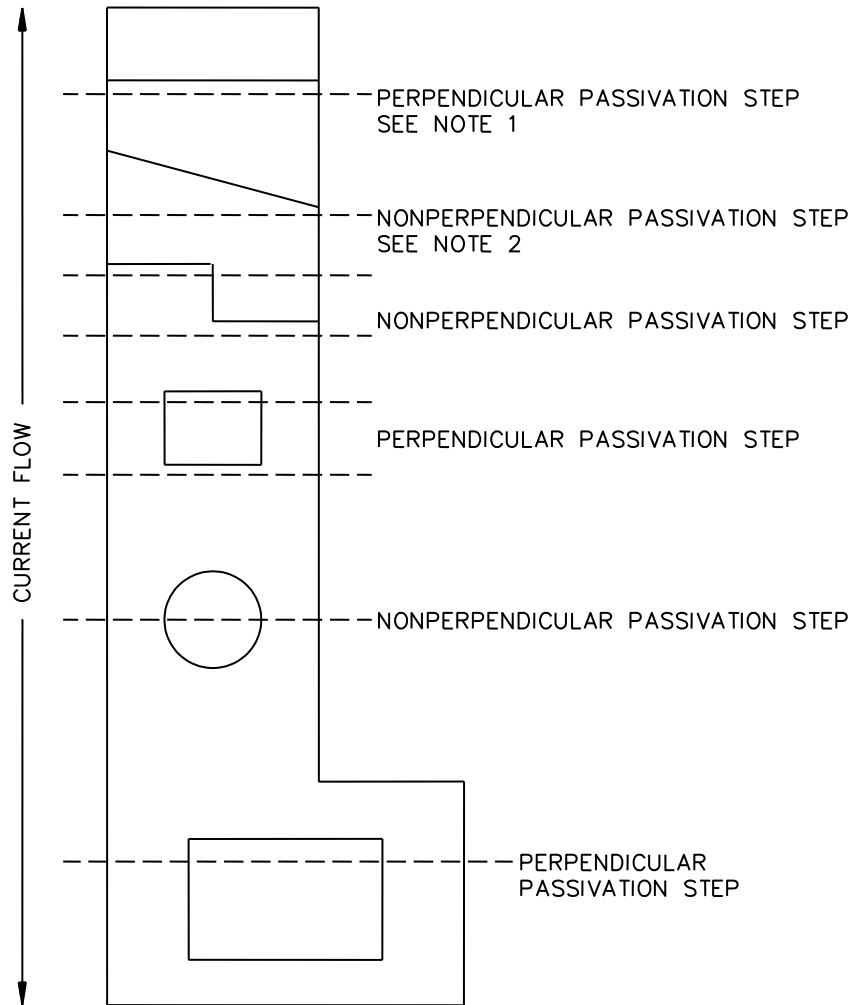 PERPENDICULAR PASSIVATION STEP
SEE NOTE 1
NONPERPENDICULAR PASSIVATION STEP
SEE NOTE 2
NONPERPENDICULAR PASSIVATION STEP
PERPENDICULAR PASSIVATION STEP
CURRENT FLOW
NONPERPENDICULAR PASSIVATION STEP
PERPENDICULAR
PASSIVATION STEP